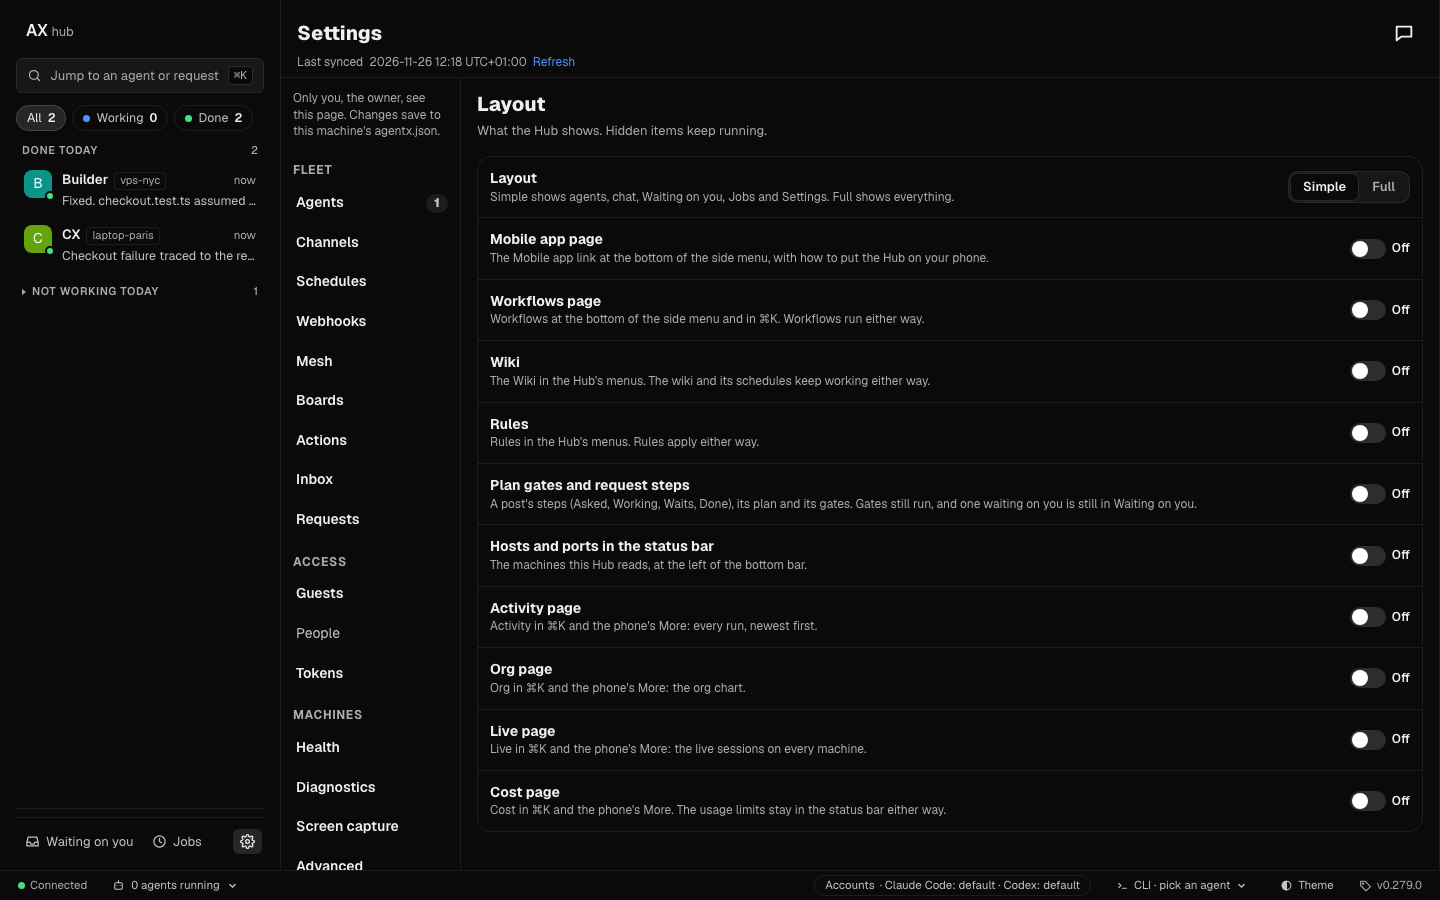 AX hub
Jump to an agent or request ⌘K
All 2
Working 0
Done 2
DONE TODAY 2
B Builder vps-nyc now
Fixed. checkout.test.ts assumed ...
C CX laptop-paris now
Checkout failure traced to the re...
NOT WORKING TODAY 1
Waiting on you
Jobs
Settings
Last synced 2026-11-26 12:18 UTC+01:00 Refresh
Only you, the owner, see
this page. Changes save to
this machine's agentx.json.
FLEET
Agents 1
Channels
Schedules
Webhooks
Mesh
Boards
Actions
Inbox
Requests
ACCESS
Guests
People
Tokens
MACHINES
Health
Diagnostics
Screen capture
Advanced
Layout
What the Hub shows. Hidden items keep running.
Layout
Simple shows agents, chat, Waiting on you, Jobs and Settings. Full shows everything.
Simple Full
Mobile app page
The Mobile app link at the bottom of the side menu, with how to put the Hub on your phone.
Off
Workflows page
Workflows at the bottom of the side menu and in ⌘K. Workflows run either way.
Off
Wiki
The Wiki in the Hub's menus. The wiki and its schedules keep working either way.
Off
Rules
Rules in the Hub's menus. Rules apply either way.
Off
Plan gates and request steps
A post's steps (Asked, Working, Waits, Done), its plan and its gates. Gates still run, and one waiting on you is still in Waiting on you.
Off
Hosts and ports in the status bar
The machines this Hub reads, at the left of the bottom bar.
Off
Activity page
Activity in ⌘K and the phone's More: every run, newest first.
Off
Org page
Org in ⌘K and the phone's More: the org chart.
Off
Live page
Live in ⌘K and the phone's More: the live sessions on every machine.
Off
Cost page
Cost in ⌘K and the phone's More. The usage limits stay in the status bar either way.
Off
Connected
0 agents running
Accounts · Claude Code: default · Codex: default
CLI · pick an agent
Theme
v0.279.0